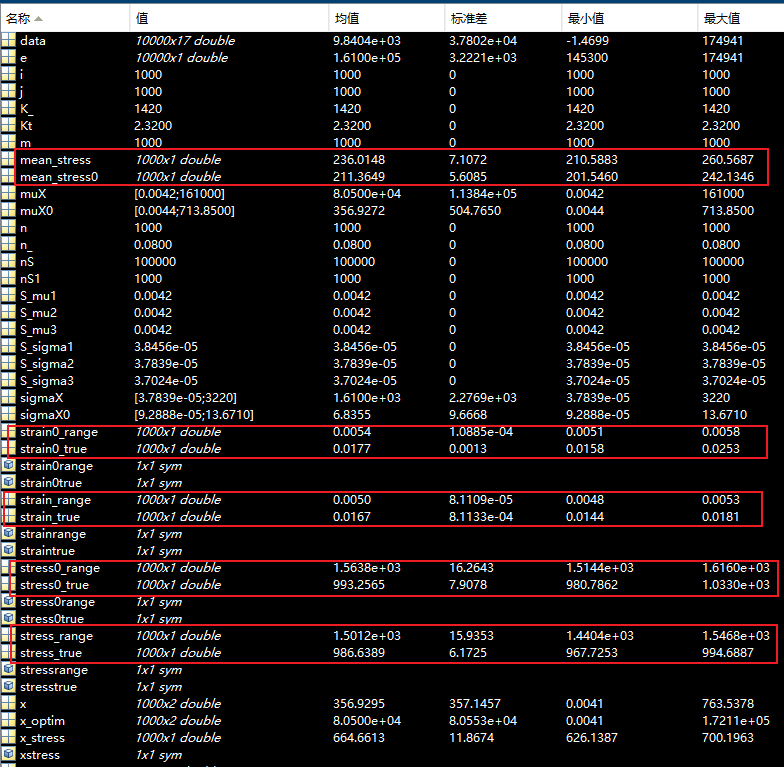 名称 值 均值 标准差 最小值 最大值
data 10000x17 double 9.8404e+03 3.7802e+04 -1.4699 174941
e 10000x1 double 1.6100e+05 3.2221e+03 145300 174941
i 1000 1000 0 1000 1000
j 1000 1000 0 1000 1000
K_ 1420 1420 0 1420 1420
Kt 2.3200 2.3200 0 2.3200 2.3200
m 1000 1000 0 1000 1000
mean_stress 1000x1 double 236.0148 7.1072 210.5883 260.5687
mean_stress0 1000x1 double 211.3649 5.6085 201.5460 242.1346
muX [0.0042;161000] 8.0500e+04 1.1384e+05 0.0042 161000
muX0 [0.0044;713.8500] 356.9272 504.7650 0.0044 713.8500
n 1000 1000 0 1000 1000
n_ 0.0800 0.0800 0 0.0800 0.0800
nS 100000 100000 0 100000 100000
nS1 1000 1000 0 1000 1000
S_mu1 0.0042 0.0042 0 0.0042 0.0042
S_mu2 0.0042 0.0042 0 0.0042 0.0042
S_mu3 0.0042 0.0042 0 0.0042 0.0042
S_sigma1 3.8456e-05 3.8456e-05 0 3.8456e-05 3.8456e-05
S_sigma2 3.7839e-05 3.7839e-05 0 3.7839e-05 3.7839e-05
S_sigma3 3.7024e-05 3.7024e-05 0 3.7024e-05 3.7024e-05
sigmaX [3.7839e-05;3220] 1.6100e+03 2.2769e+03 3.7839e-05 3220
sigmaX0 [9.2888e-05;13.6710] 6.8355 9.6668 9.2888e-05 13.6710
strain0_range 1000x1 double 0.0054 1.0885e-04 0.0051 0.0058
strain0_true 1000x1 double 0.0177 0.0013 0.0158 0.0253
strain0range 1x1 sym
strain0true 1x1 sym
strain_range 1000x1 double 0.0050 8.1109e-05 0.0048 0.0053
strain_true 1000x1 double 0.0167 8.1133e-04 0.0144 0.0181
strainrange 1x1 sym
straintrue 1x1 sym
stress0_range 1000x1 double 1.5638e+03 16.2643 1.5144e+03 1.6160e+03
stress0_true 1000x1 double 993.2565 7.9078 980.7862 1.0330e+03
stress0range 1x1 sym
stress0true 1x1 sym
stress_range 1000x1 double 1.5012e+03 15.9353 1.4404e+03 1.5468e+03
stress_true 1000x1 double 986.6389 6.1725 967.7253 994.6887
stressrange 1x1 sym
stresstrue 1x1 sym
x 1000x2 double 356.9295 357.1457 0.0041 763.5378
x_optim 1000x2 double 8.0500e+04 8.0553e+04 0.0041 1.7211e+05
x_stress 1000x1 double 664.6613 11.8674 626.1387 700.1963
xstress 1x1 sym